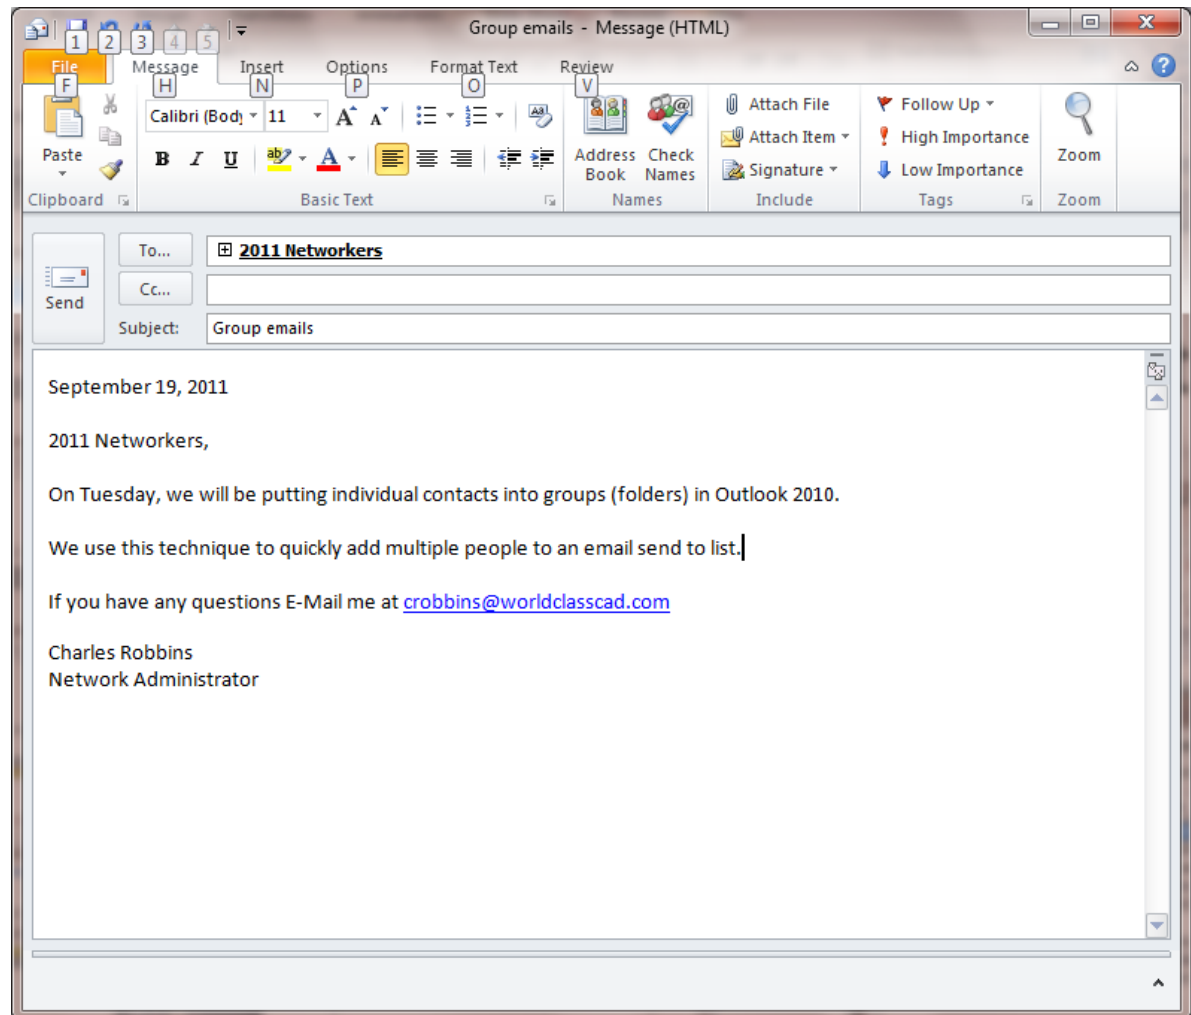 Group emails - Message (HTML)
1 2 3 4 5
File Message Insert Options Format Text Review
F H N P O V
Calibri (Body 11
Paste
B I U
Address Book
Check Names
Attach File
Attach Item
Signature
Follow Up
High Importance
Low Importance
Zoom
Clipboard Basic Text Names Include Tags Zoom
Send
To... 2011 Networkers
Cc...
Subject: Group emails
September 19, 2011
2011 Networkers,
On Tuesday, we will be putting individual contacts into groups (folders) in Outlook 2010.
We use this technique to quickly add multiple people to an email send to list.
If you have any questions E-Mail me at crobbins@worldclasscad.com
Charles Robbins
Network Administrator